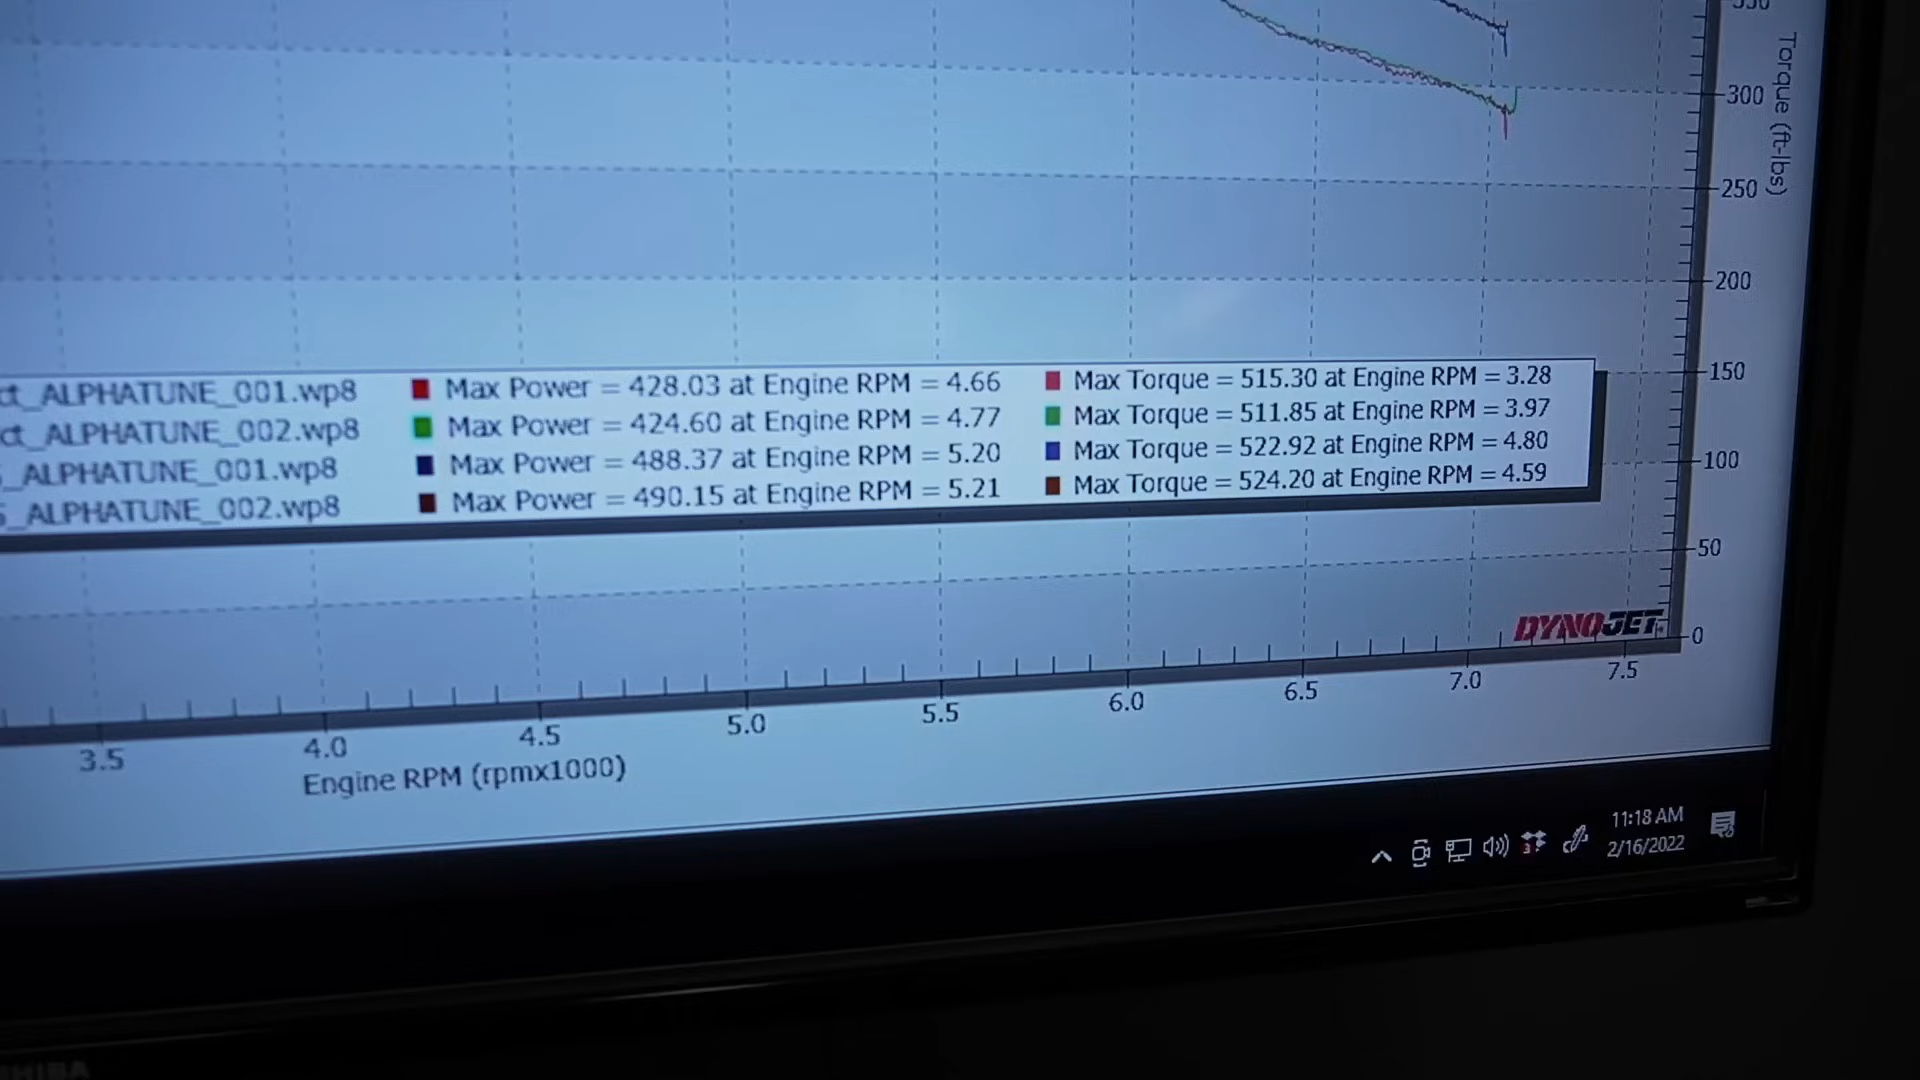 300
Torque (ft-lbs)
250
200
150
ct_ALPHATUNE_001.wp8 Max Power = 428.03 at Engine RPM = 4.66 Max Torque = 515.30 at Engine RPM = 3.28
ct_ALPHATUNE_002.wp8 Max Power = 424.60 at Engine RPM = 4.77 Max Torque = 511.85 at Engine RPM = 3.97
_ALPHATUNE_001.wp8 Max Power = 488.37 at Engine RPM = 5.20 Max Torque = 522.92 at Engine RPM = 4.80
_ALPHATUNE_002.wp8 Max Power = 490.15 at Engine RPM = 5.21 Max Torque = 524.20 at Engine RPM = 4.59
100
50
DYNOJET
0
3.5 4.0 4.5 5.0 5.5 6.0 6.5 7.0 7.5
Engine RPM (rpmx1000)
11:18 AM
2/16/2022